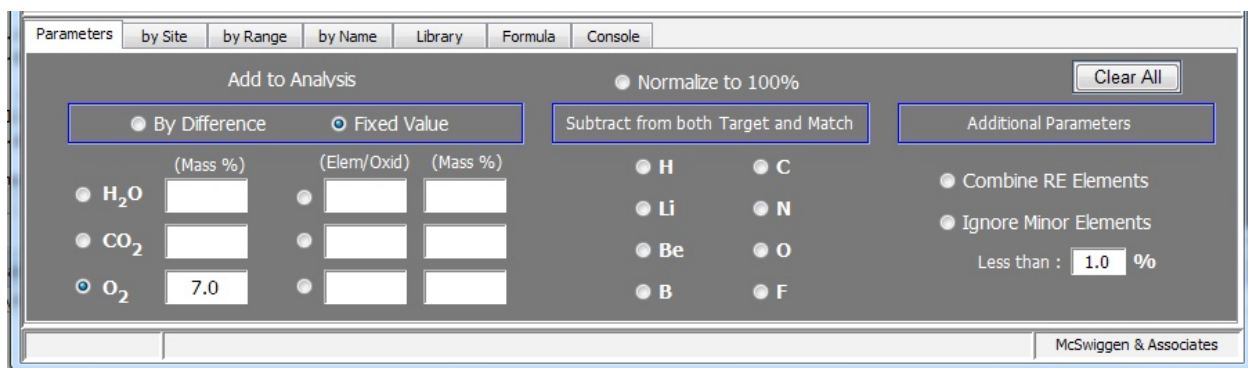 Parameters by Site by Range by Name Library Formula Console
Add to Analysis
Normalize to 100%
Clear All
By Difference Fixed Value
Subtract from both Target and Match
Additional Parameters
(Mass %) (Elem/Oxid) (Mass %)
H₂O
CO₂
O₂ 7.0
H C
Li N
Be O
B F
Combine RE Elements
Ignore Minor Elements
Less than : 1.0 %
McSwiggen & Associates